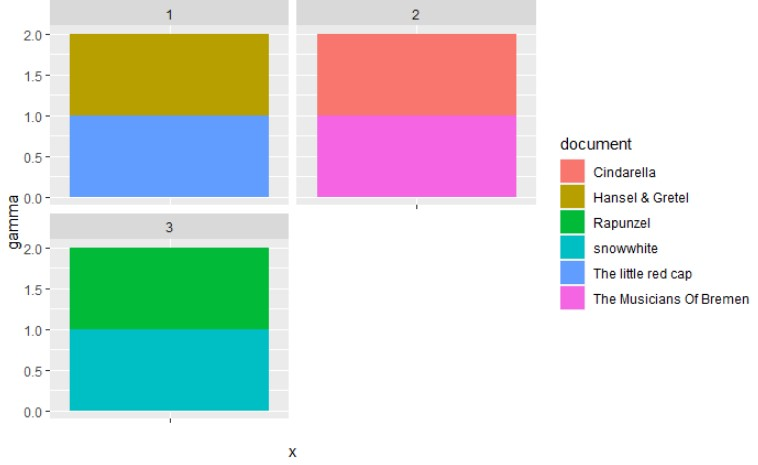 1
2
2.0
1.5
1.0
0.5
0.0
3
2.0
1.5
1.0
0.5
0.0
gamma
x
document
Cindarella
Hansel & Gretel
Rapunzel
snowwhite
The little red cap
The Musicians Of Bremen